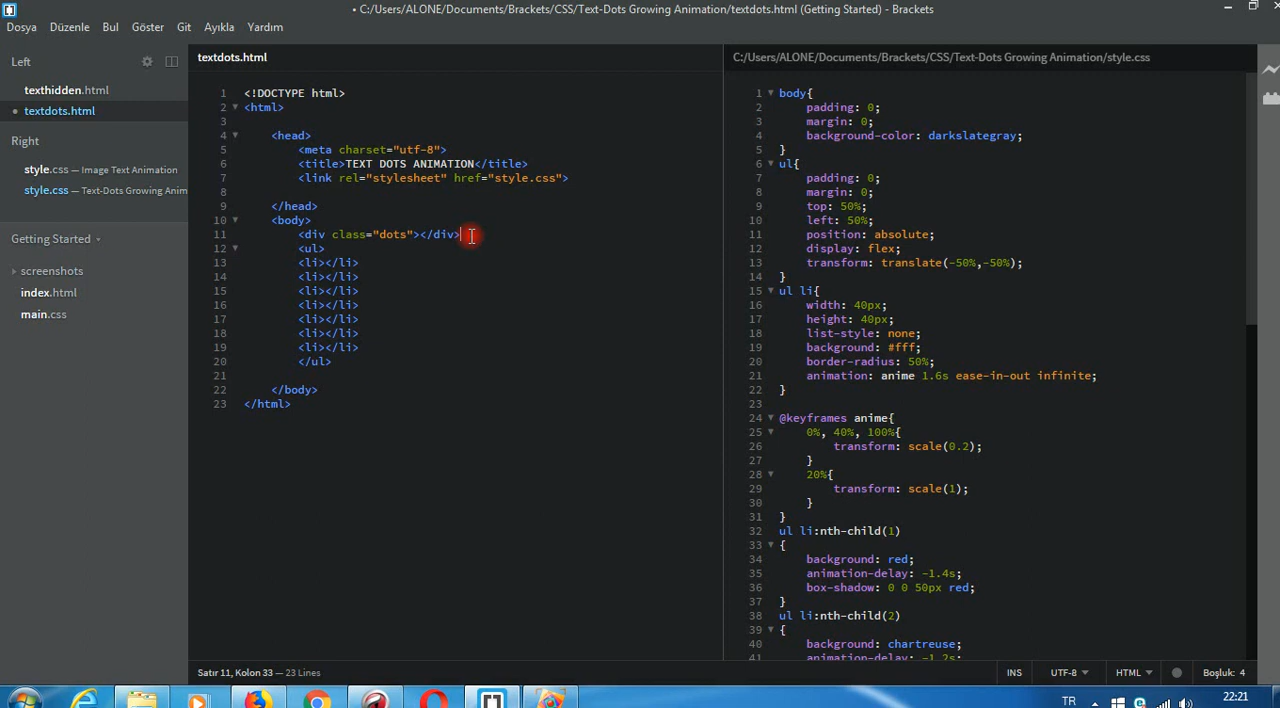 • C:/Users/ALONE/Documents/Brackets/CSS/Text-Dots Growing Animation/textdots.html (Getting Started) - Brackets
Dosya Düzenle Bul Göster Git Ayıkla Yardım
Left
texthidden.html
• textdots.html
Right
style.css — Image Text Animation
style.css — Text-Dots Growing Anim
Getting Started
screenshots
index.html
main.css
textdots.html
1 <!DOCTYPE html>
2 <html>
3
4 <head>
5 <meta charset="utf-8">
6 <title>TEXT DOTS ANIMATION</title>
7 <link rel="stylesheet" href="style.css">
8
9 </head>
10 <body>
11 <div class="dots"></div>
12 <ul>
13 <li></li>
14 <li></li>
15 <li></li>
16 <li></li>
17 <li></li>
18 <li></li>
19 <li></li>
20 </ul>
21
22 </body>
23 </html>
C:/Users/ALONE/Documents/Brackets/CSS/Text-Dots Growing Animation/style.css
1 body{
2 padding: 0;
3 margin: 0;
4 background-color: darkslategray;
5 }
6 ul{
7 padding: 0;
8 margin: 0;
9 top: 50%;
10 left: 50%;
11 position: absolute;
12 display: flex;
13 transform: translate(-50%,-50%);
14 }
15 ul li{
16 width: 40px;
17 height: 40px;
18 list-style: none;
19 background: #fff;
20 border-radius: 50%;
21 animation: anime 1.6s ease-in-out infinite;
22 }
23
24 @keyframes anime{
25 0%, 40%, 100%{
26 transform: scale(0.2);
27 }
28 20%{
29 transform: scale(1);
30 }
31 }
32 ul li:nth-child(1)
33 {
34 background: red;
35 animation-delay: -1.4s;
36 box-shadow: 0 0 50px red;
37 }
38 ul li:nth-child(2)
39 {
40 background: chartreuse;
41 animation-delay: -1.2s;
Satır 11, Kolon 33 — 23 Lines
INS UTF-8 HTML Boşluk: 4
TR 22:21